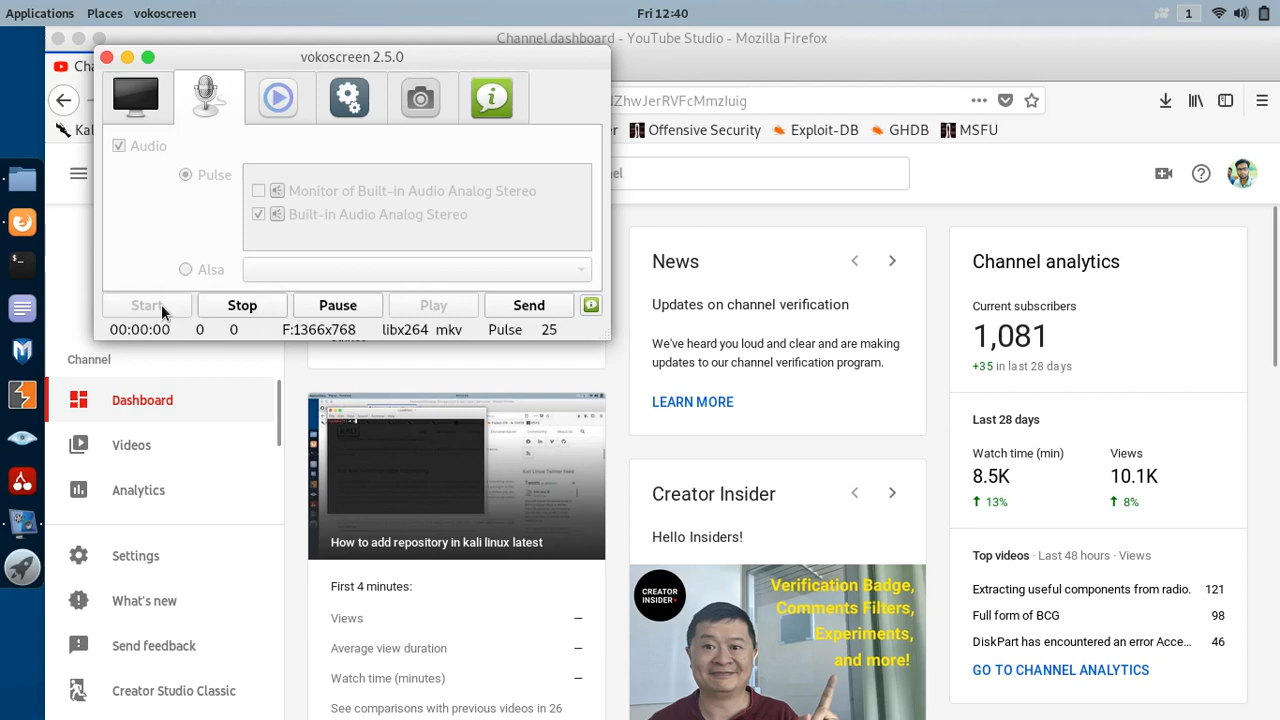 Applications Places vokoscreen Fri 12:40 1
Channel dashboard - YouTube Studio - Mozilla Firefox
vokoscreen 2.5.0
Cha
NZhwJerRVFcMmzIuig
Kal
Offensive Security Exploit-DB GHDB MSFU
Audio
Pulse
Monitor of Built-in Audio Analog Stereo
Built-in Audio Analog Stereo
Alsa
Start Stop Pause Play Send
00:00:00 0 0 F:1366x768 libx264 mkv Pulse 25
Channel
Dashboard
Videos
Analytics
Settings
What's new
Send feedback
Creator Studio Classic
How to add repository in kali linux latest
First 4 minutes:
Views –
Average view duration –
Watch time (minutes) –
See comparisons with previous videos in 26
News
Updates on channel verification
We've heard you loud and clear and are making
updates to our channel verification program.
LEARN MORE
Creator Insider
Hello Insiders!
CREATOR
INSIDER
Verification Badge,
Comments Filters,
Experiments,
and more!
Channel analytics
Current subscribers
1,081
+35 in last 28 days
Last 28 days
Watch time (min) Views
8.5K 10.1K
13% 8%
Top videos · Last 48 hours · Views
Extracting useful components from radio. 121
Full form of BCG 98
DiskPart has encountered an error Acce... 46
GO TO CHANNEL ANALYTICS